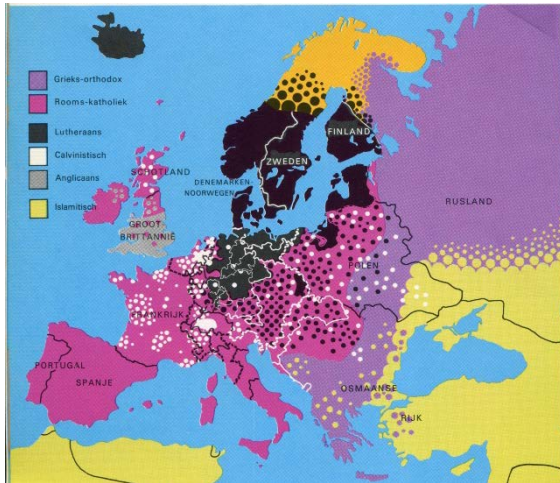 Grieks-orthodox
Rooms-katholiek
Lutheraans
Calvinistisch
Anglicaans
Islamitisch
FINLAND
ZWEDEN
SCHOTLAND
DENEMARKEN-
NOORWEGEN
RUSLAND
GROOT-
BRITTANNIË
POLEN
FRANKRIJK
PORTUGAL
SPANJE
OSMAANSE
RIJK